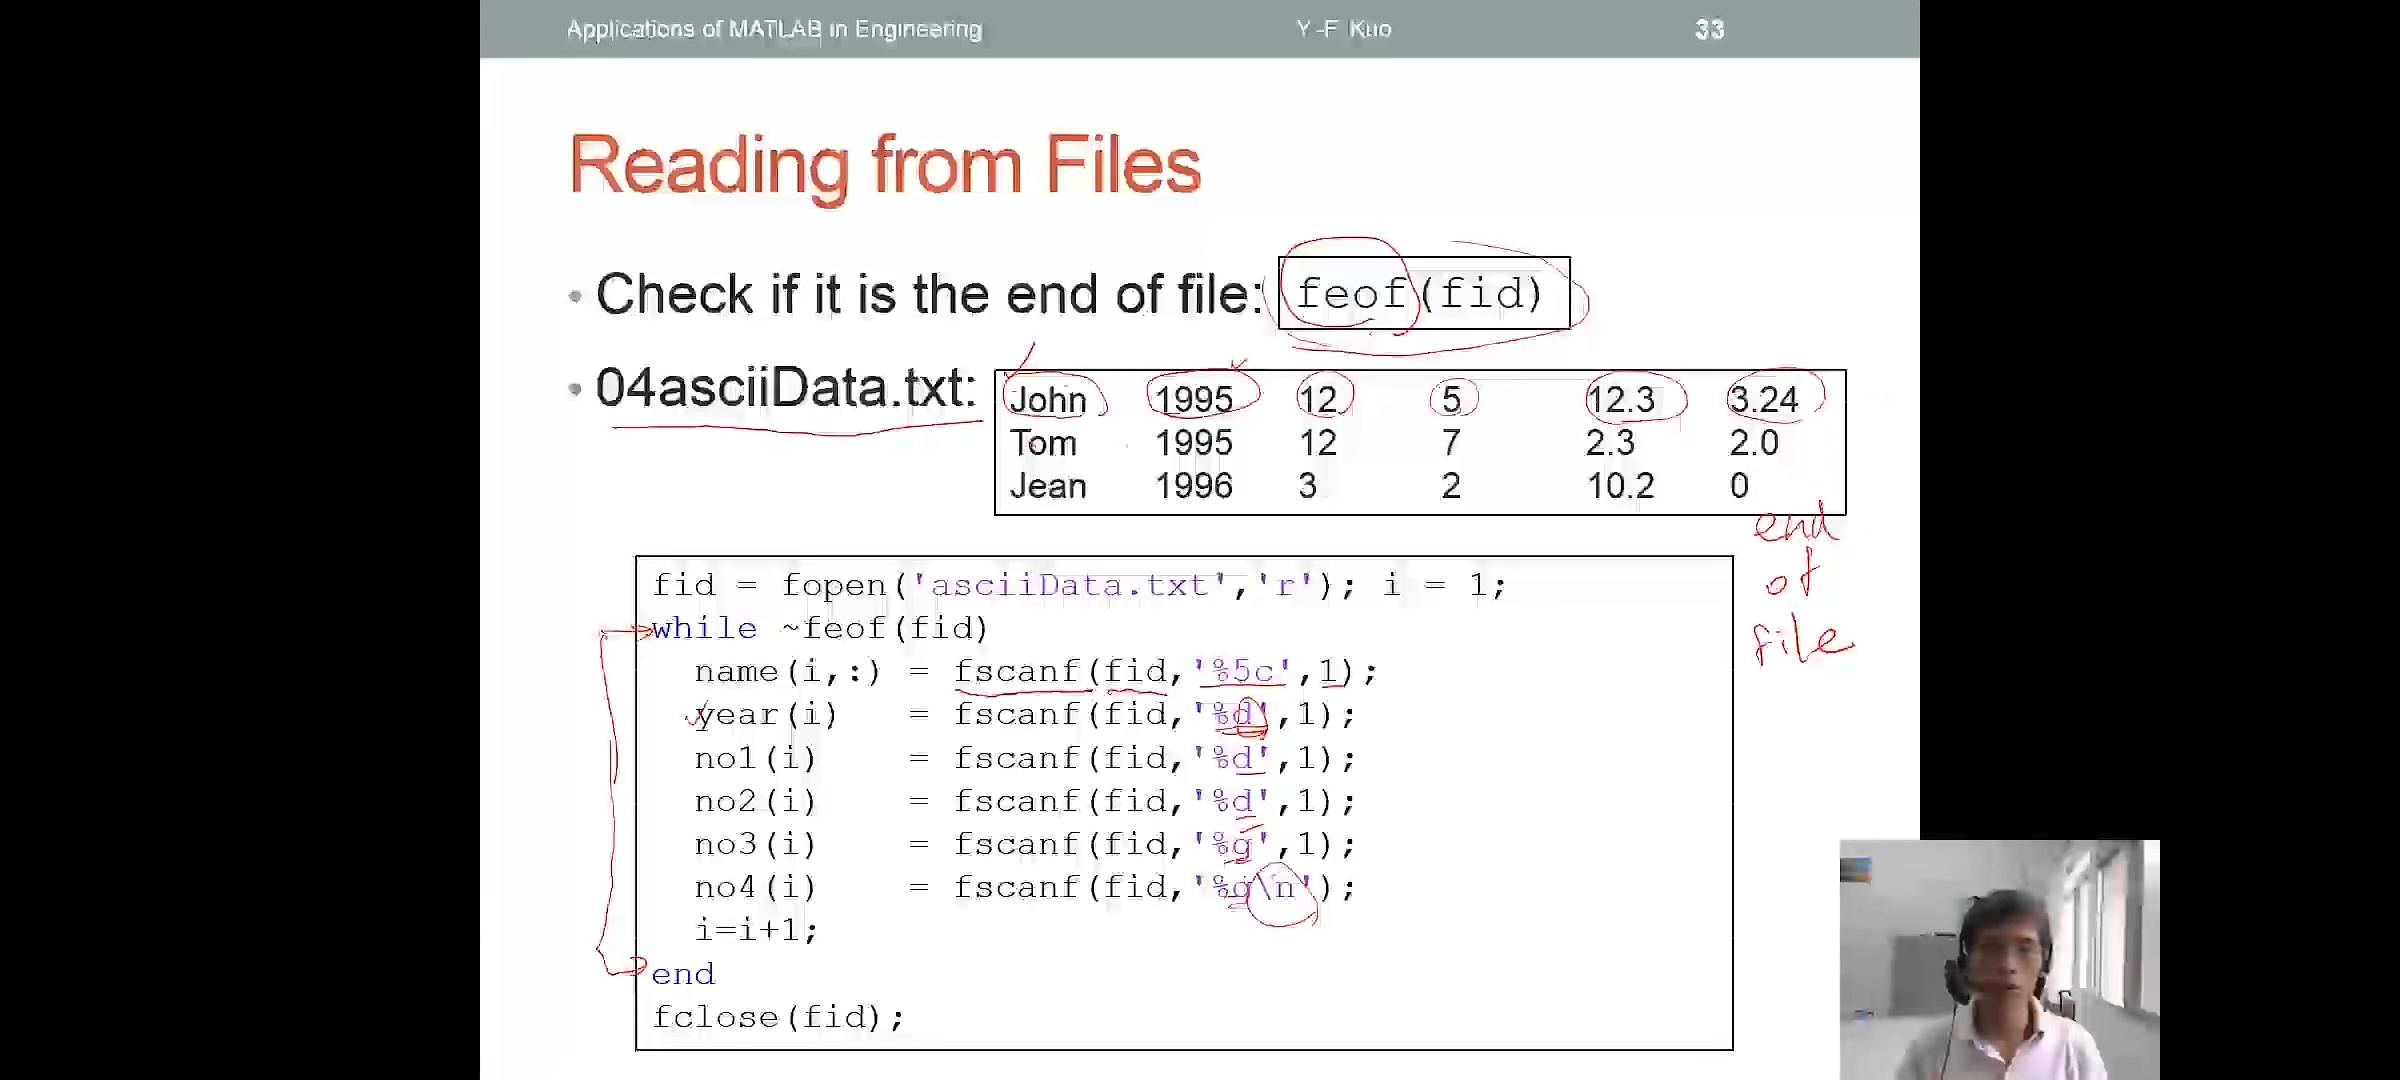 Applications of MATLAB in Engineering Y -F Kuo 33
Reading from Files
• Check if it is the end of file: feof(fid)
• 04asciiData.txt:
John 1995 12 5 12.3 3.24
Tom 1995 12 7 2.3 2.0
Jean 1996 3 2 10.2 0
end
of
file
fid = fopen('asciiData.txt','r'); i = 1;
while ~feof(fid)
name(i,:) = fscanf(fid,'%5c',1);
year(i) = fscanf(fid,'%d',1);
no1(i) = fscanf(fid,'%d',1);
no2(i) = fscanf(fid,'%d',1);
no3(i) = fscanf(fid,'%g',1);
no4(i) = fscanf(fid,'%g\n');
i=i+1;
end
fclose(fid);